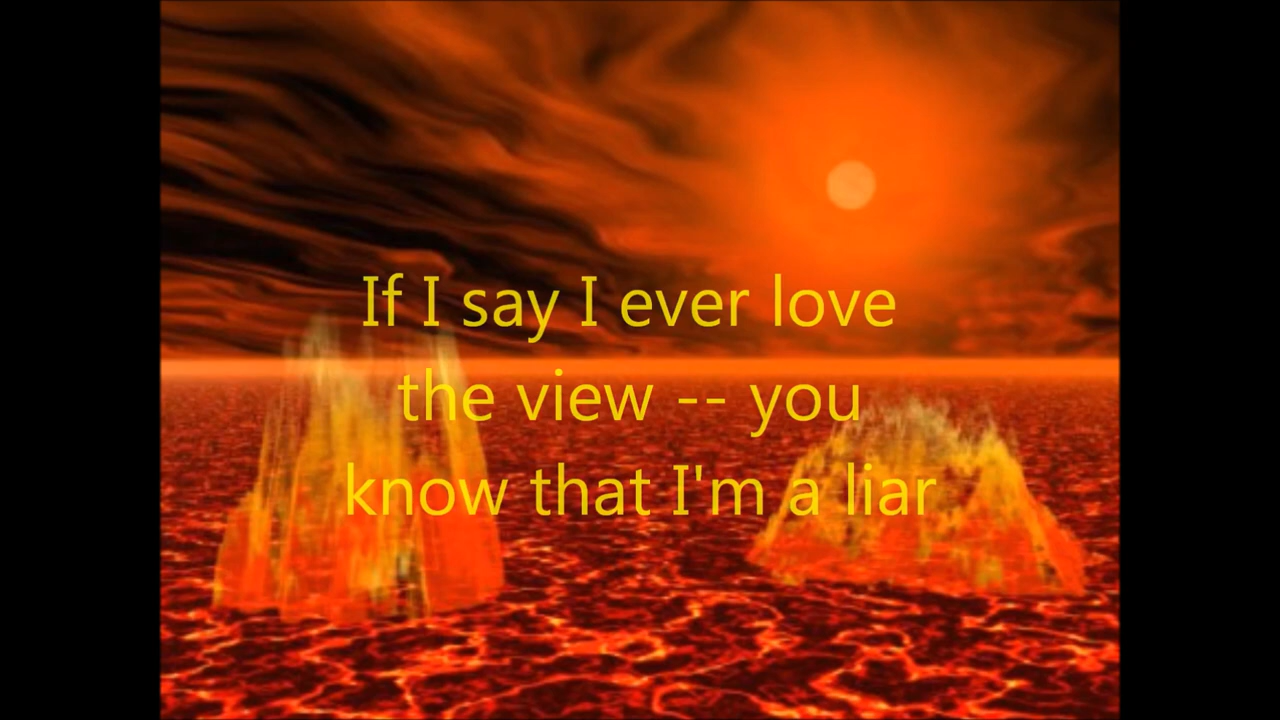 If I say I ever love
the view -- you
know that I'm a liar